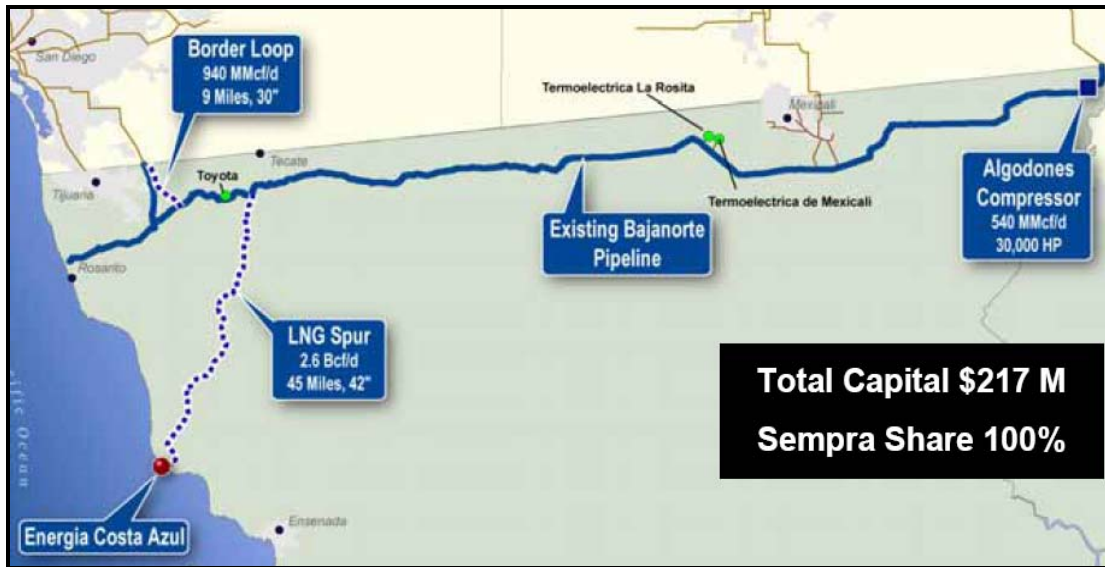 San Diego
Border Loop
940 MMcf/d
9 Miles, 30"
Termoelectrica La Rosita
Mexicali
Tecate
Toyota
Tijuana
Termoelectrica de Mexicali
Algodones
Compressor
540 MMcf/d
30,000 HP
Existing Bajanorte
Pipeline
Rosarito
LNG Spur
2.6 Bcf/d
45 Miles, 42"
Total Capital $217 M
Sempra Share 100%
Ocean
Ensenada
Energia Costa Azul